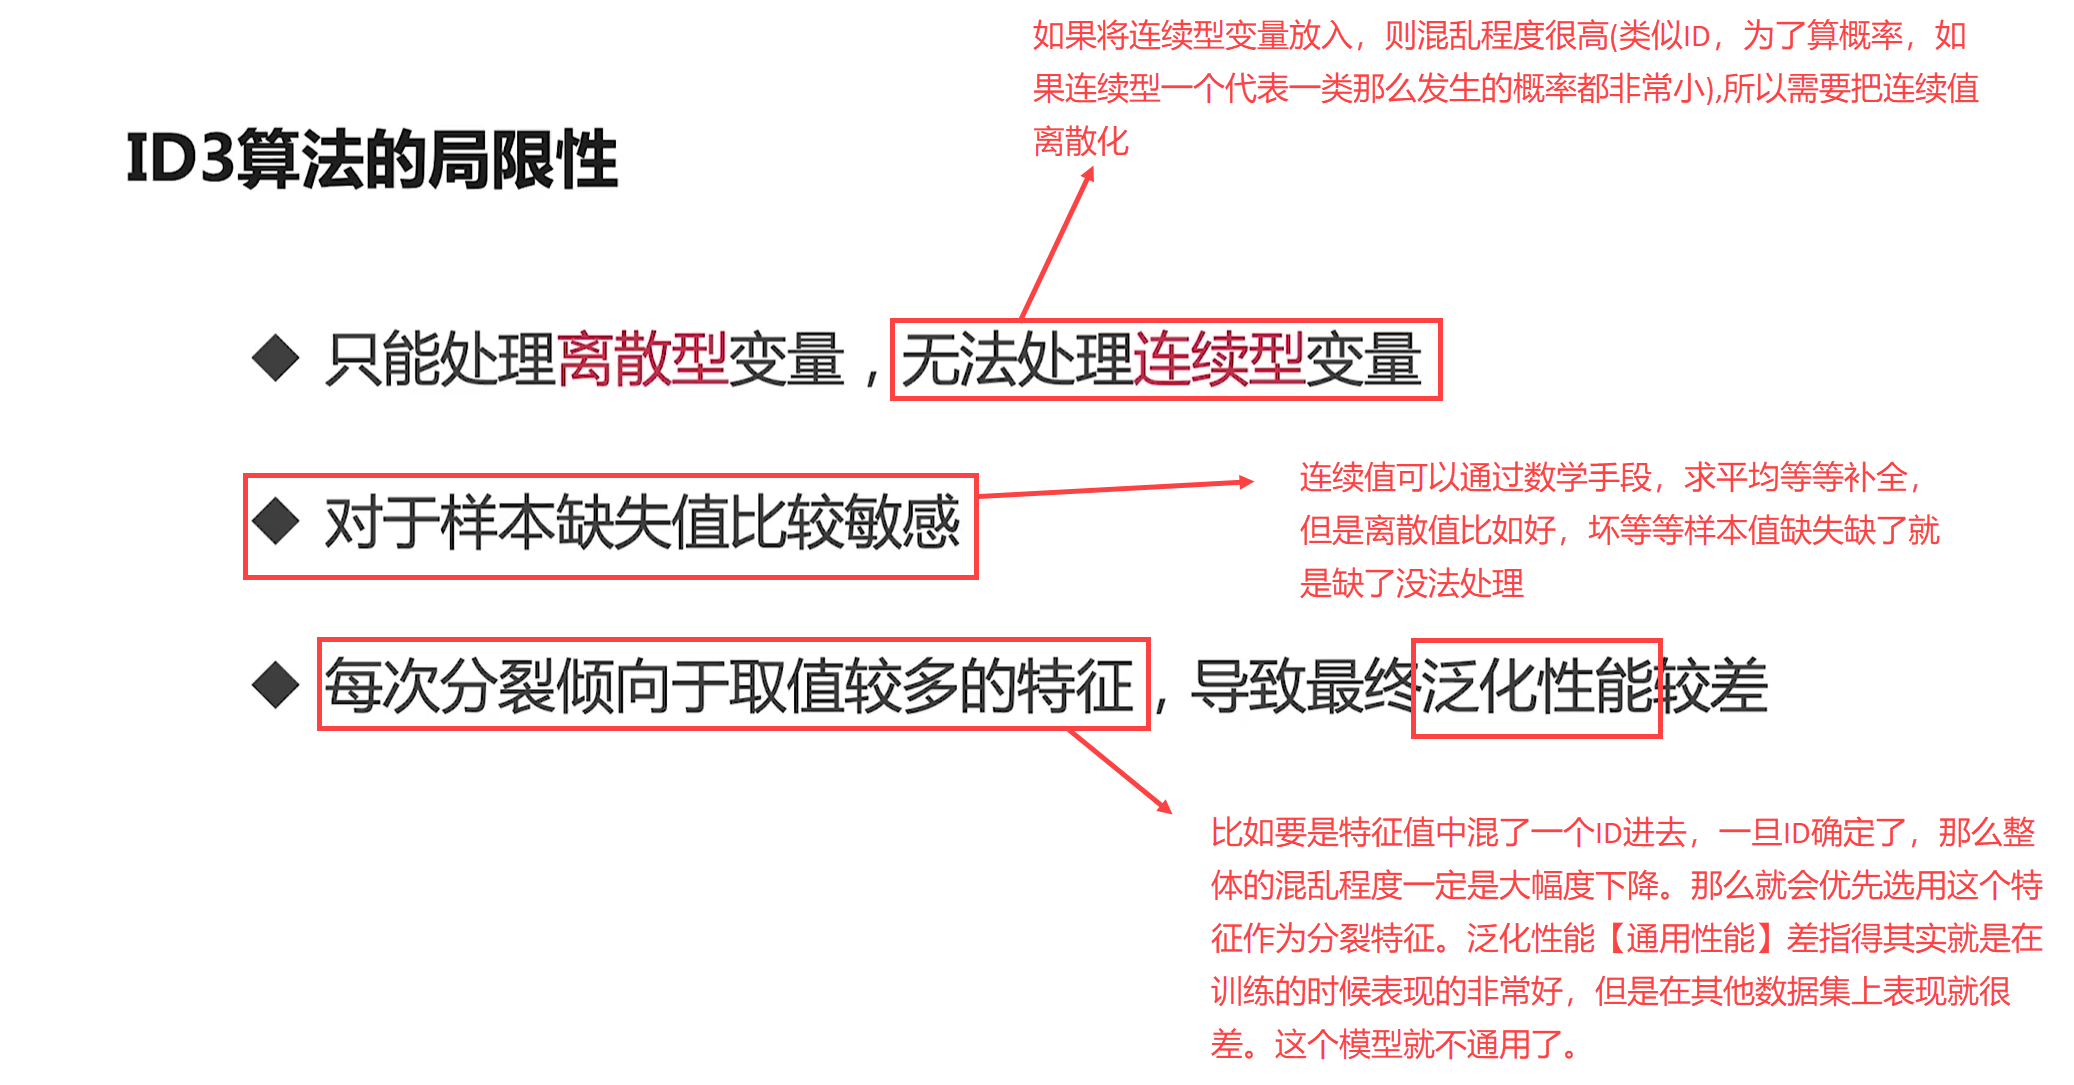 如果将连续型变量放入，则混乱程度很高(类似ID，为了算概率，如
果连续型一个代表一类那么发生的概率都非常小),所以需要把连续值
离散化
ID3算法的局限性
◆ 只能处理离散型变量，无法处理连续型变量
◆ 对于样本缺失值比较敏感
连续值可以通过数学手段，求平均等等补全，
但是离散值比如好，坏等等样本值缺失缺了就
是缺了没法处理
◆ 每次分裂倾向于取值较多的特征，导致最终泛化性能较差
比如要是特征值中混了一个ID进去，一旦ID确定了，那么整
体的混乱程度一定是大幅度下降。那么就会优先选用这个特
征作为分裂特征。泛化性能【通用性能】差指得其实就是在
训练的时候表现的非常好，但是在其他数据集上表现就很
差。这个模型就不通用了。